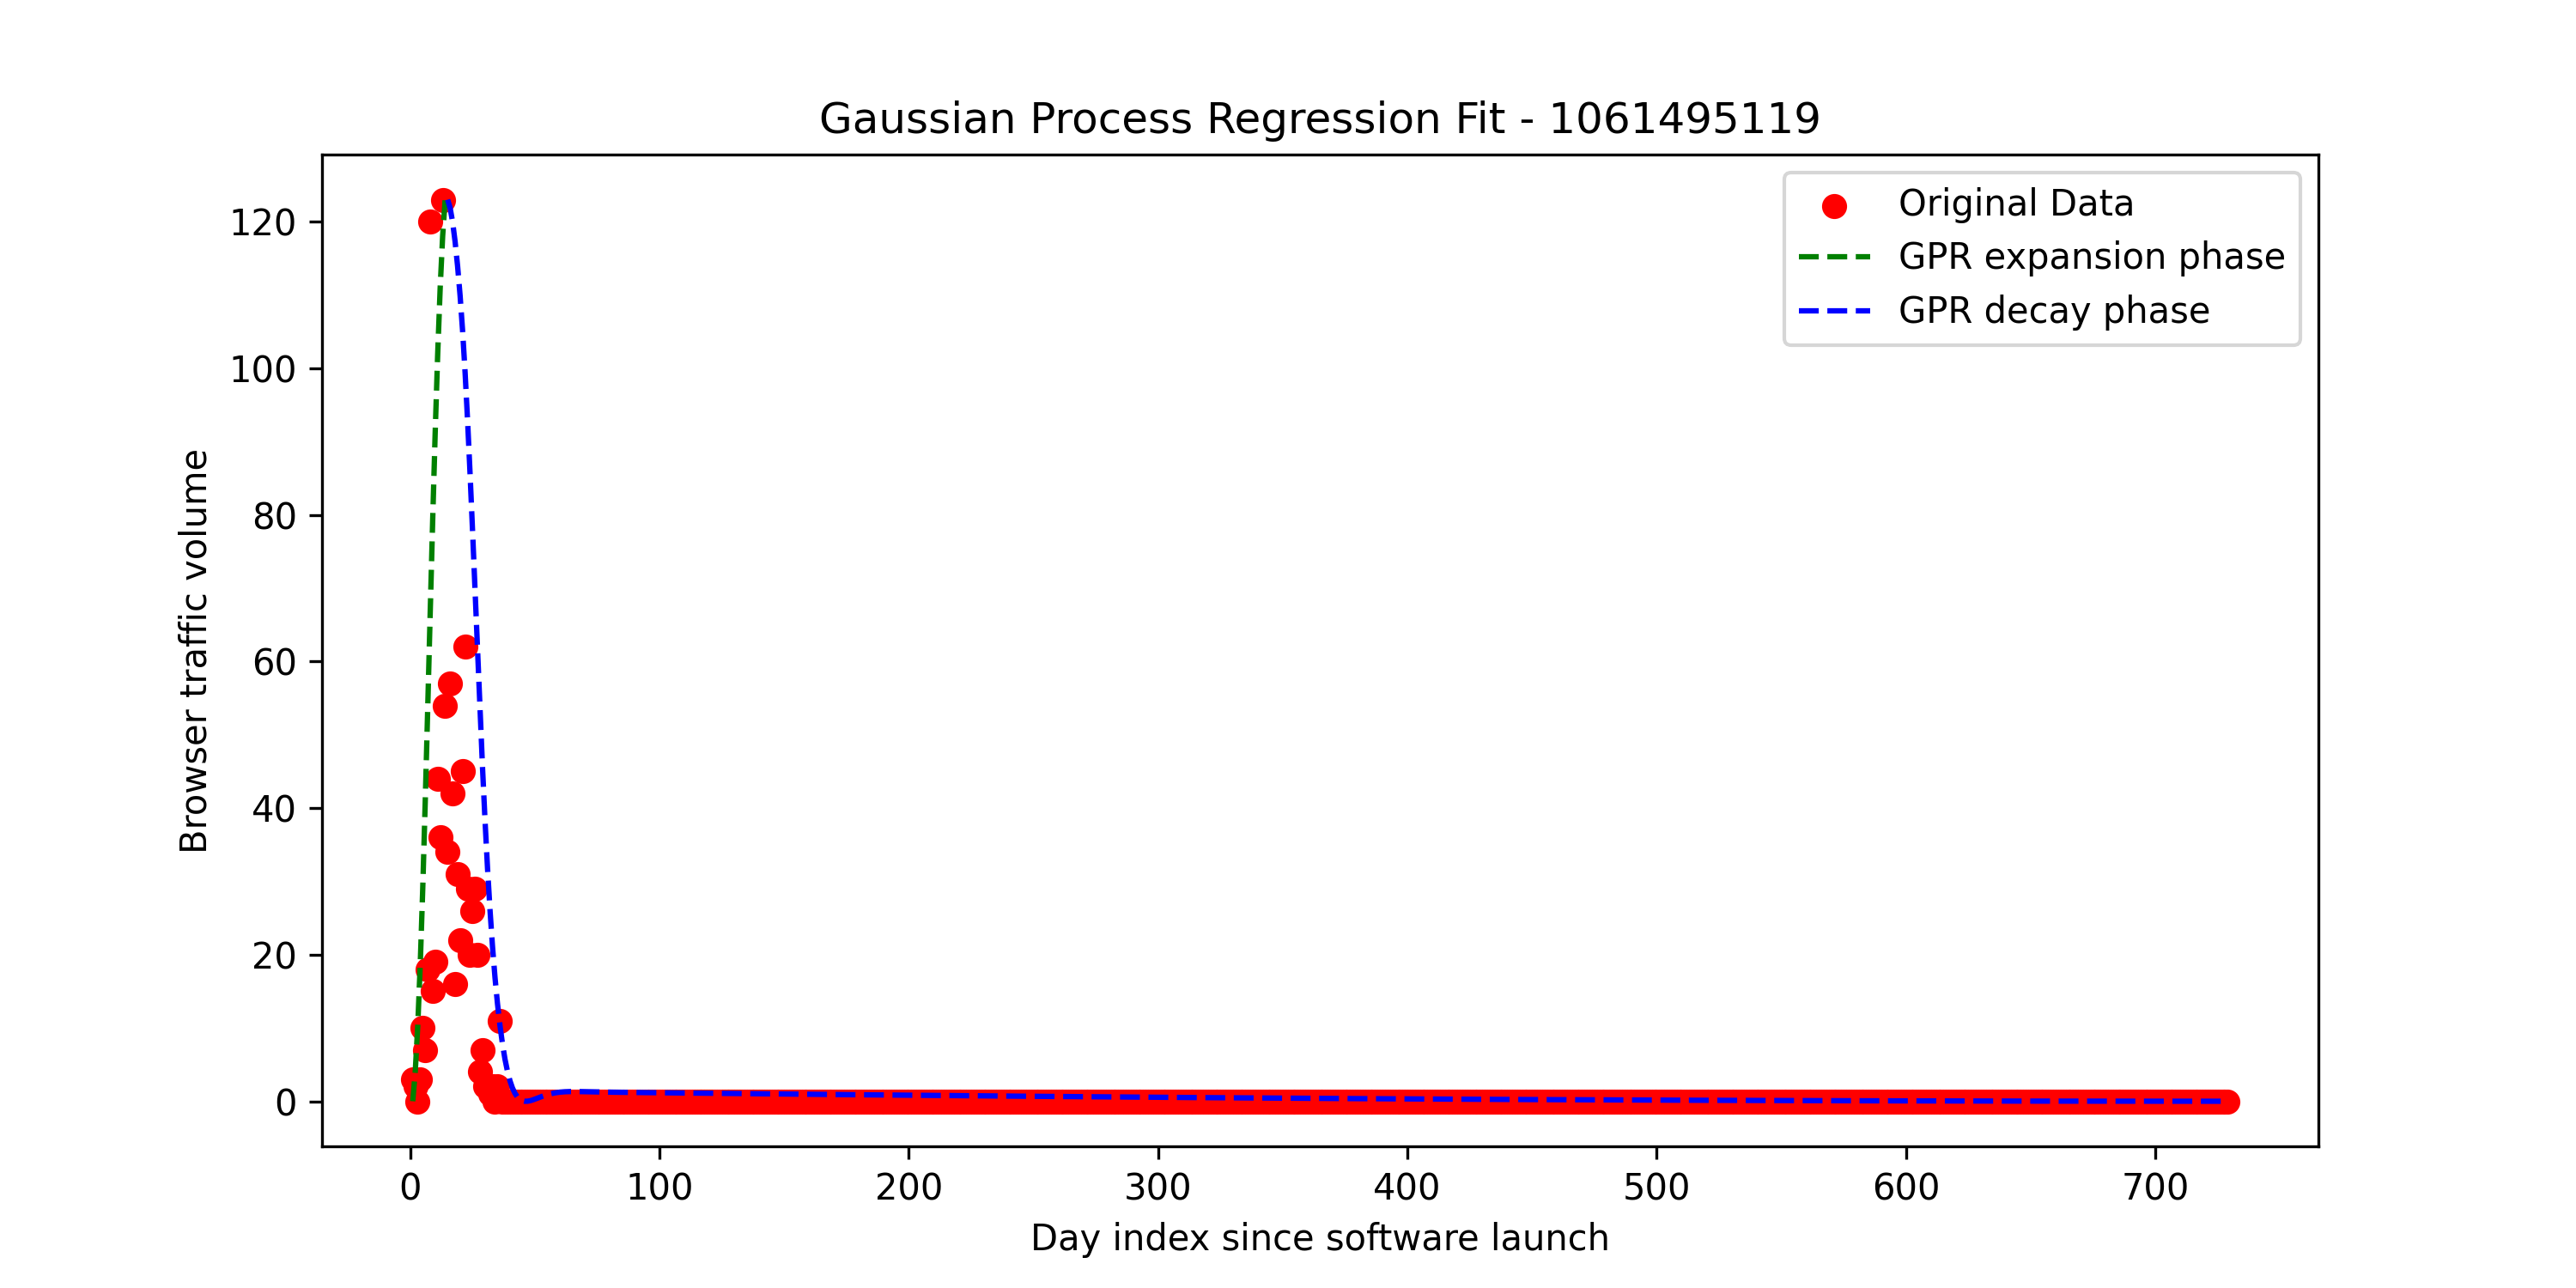 Gaussian Process Regression Fit - 1061495119
Original Data
GPR expansion phase
GPR decay phase
Browser traffic volume
120
100
80
60
40
20
0
0 100 200 300 400 500 600 700
Day index since software launch